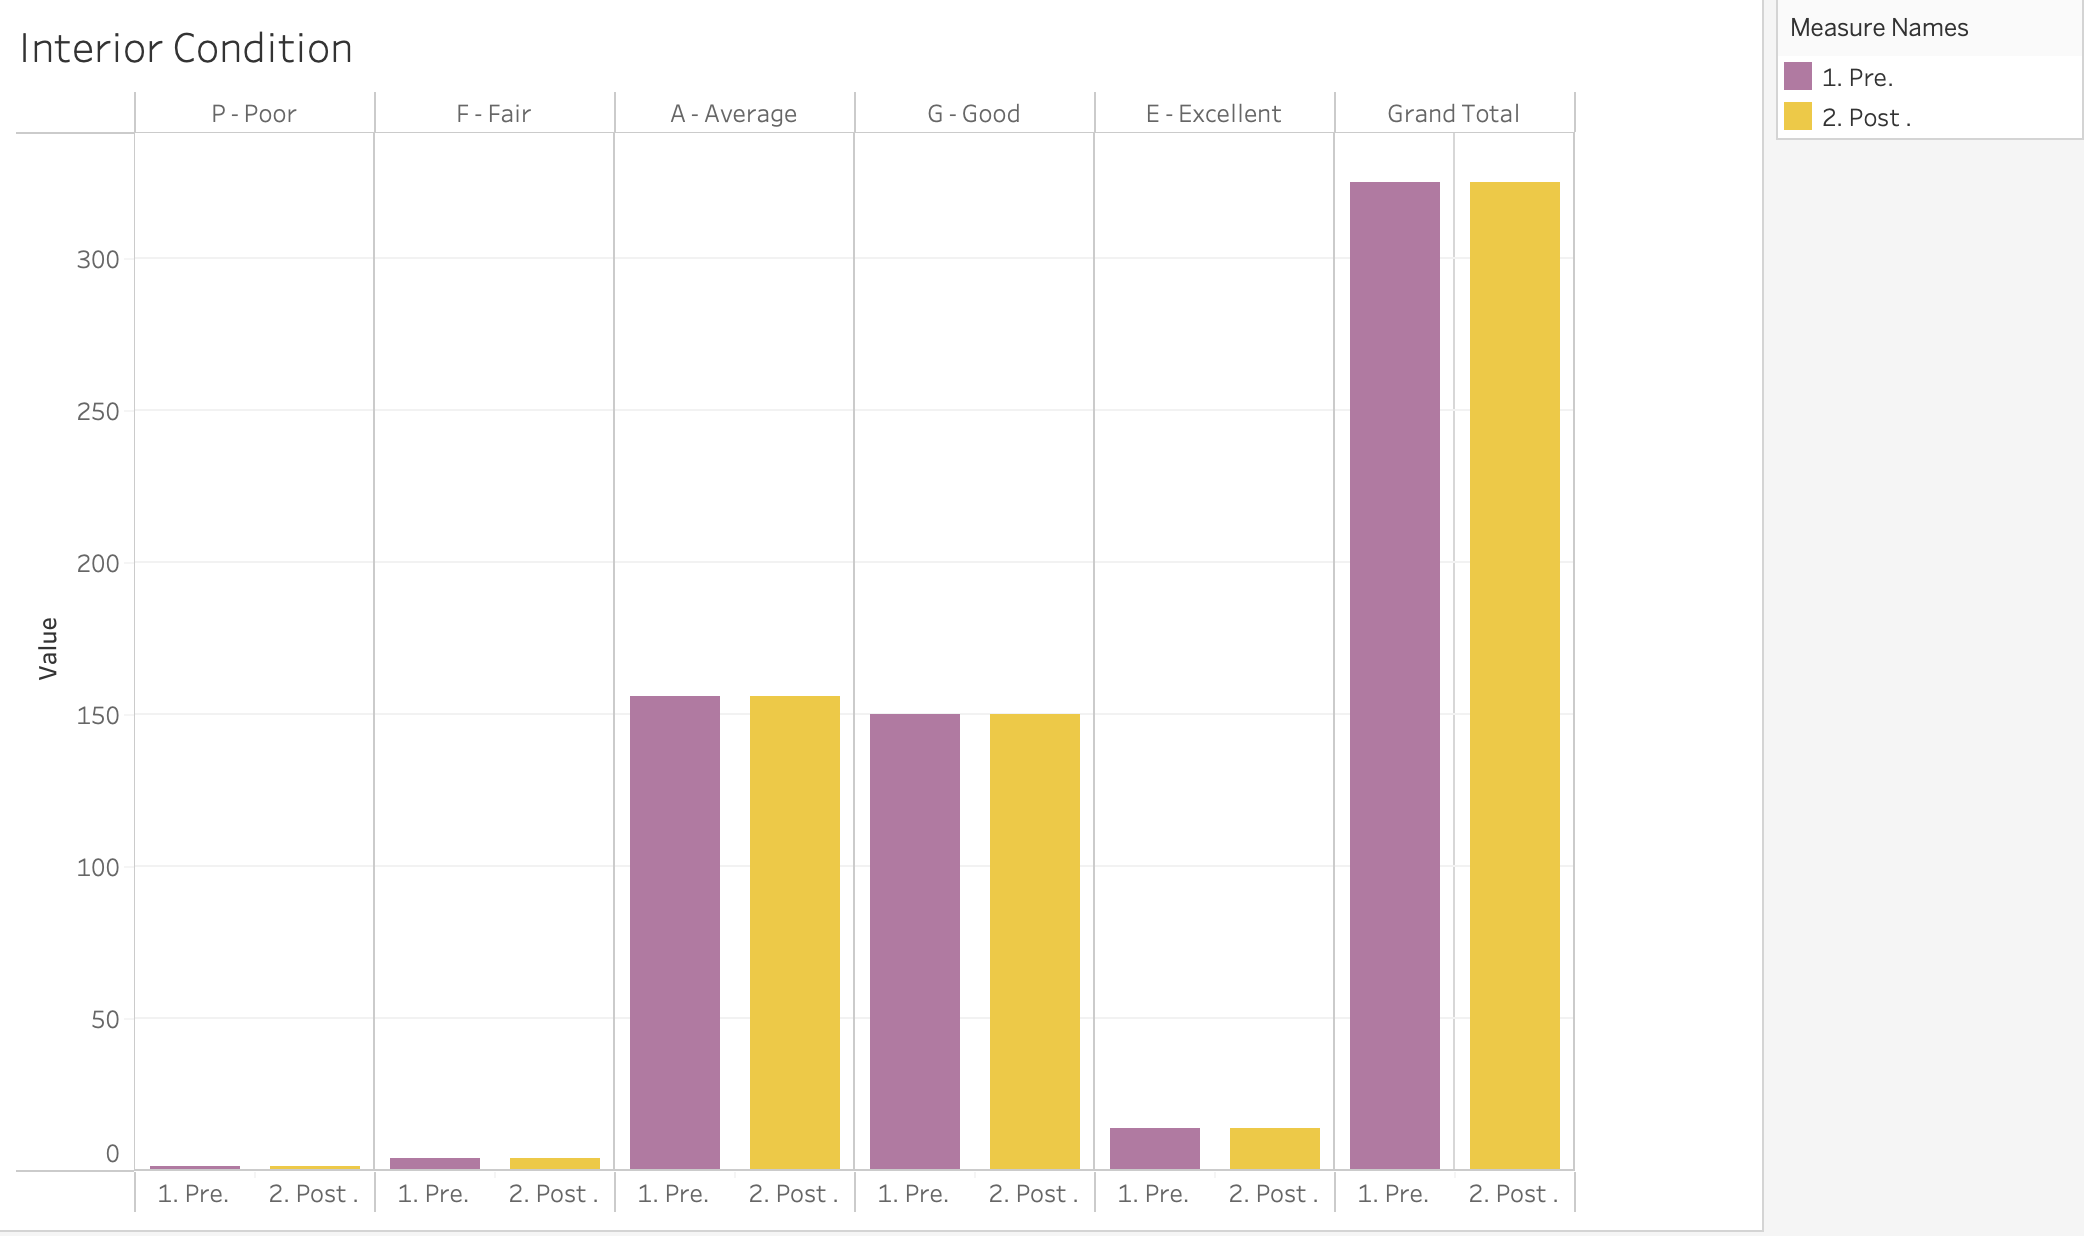 Interior Condition
Measure Names
1. Pre.
2. Post .
P - Poor
F - Fair
A - Average
G - Good
E - Excellent
Grand Total
300
250
200
150
100
50
0
Value
1. Pre.
2. Post .
1. Pre.
2. Post .
1. Pre.
2. Post .
1. Pre.
2. Post .
1. Pre.
2. Post .
1. Pre.
2. Post .